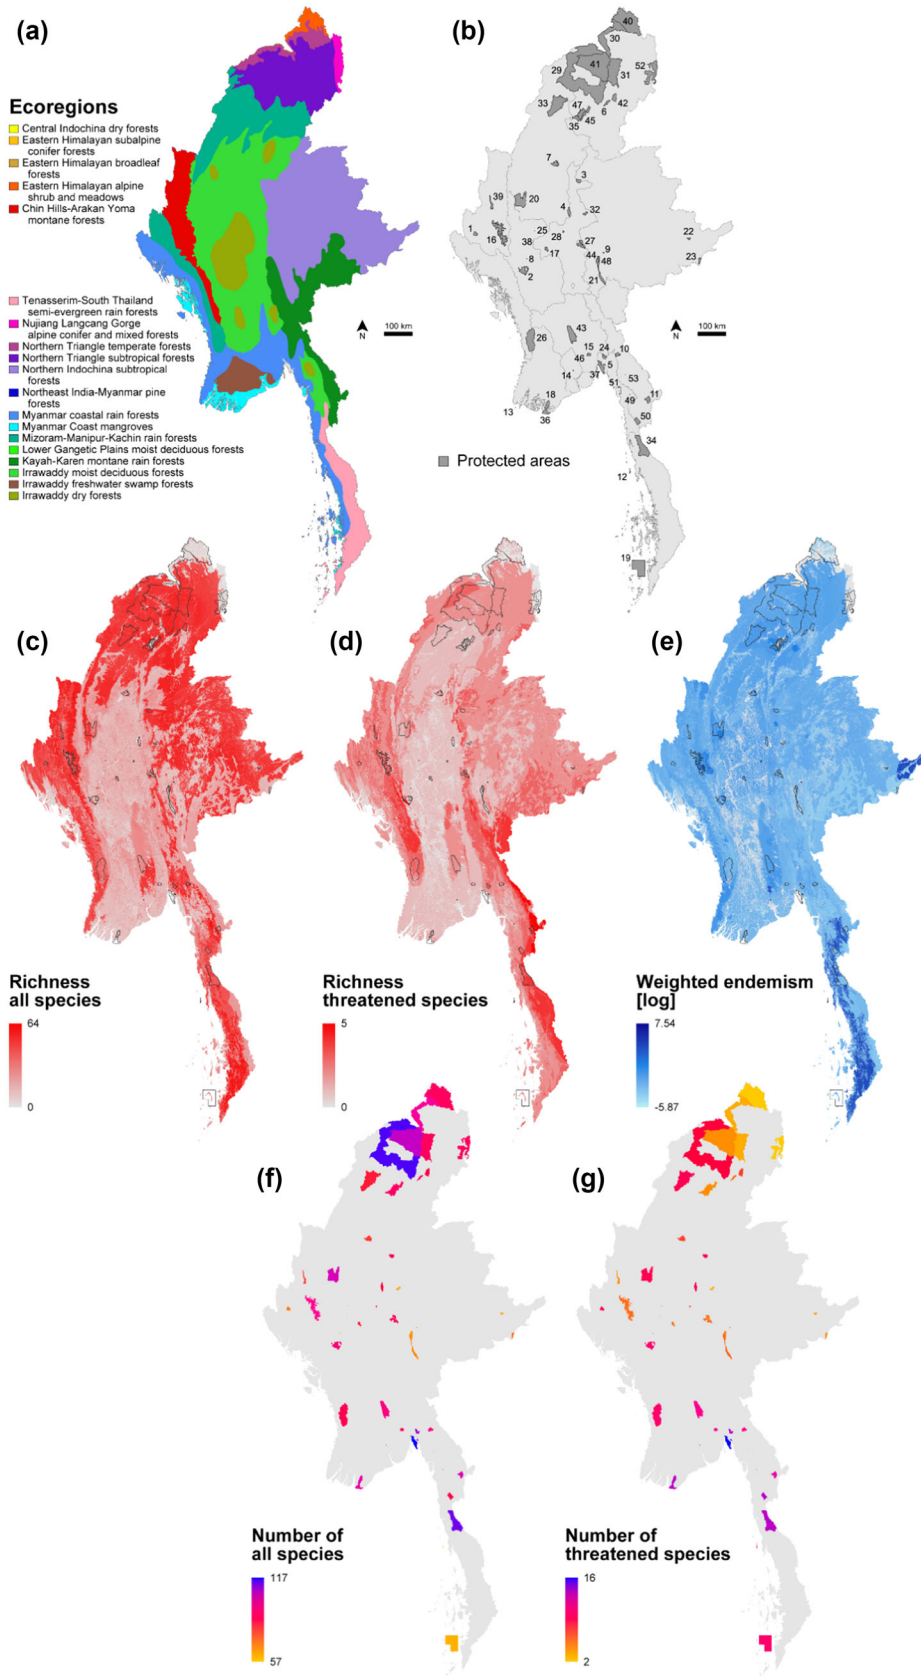 (a)
Ecoregions
Central Indochina dry forests
Eastern Himalayan subalpine
conifer forests
Eastern Himalayan broadleaf
forests
Eastern Himalayan alpine
shrub and meadows
Chin Hills-Arakan Yoma
montane forests
Tenasserim-South Thailand
semi-evergreen rain forests
Nujiang Langcang Gorge
alpine conifer and mixed forests
Northern Triangle temperate forests
Northern Triangle subtropical forests
Northern Indochina subtropical
forests
Northeast India-Myanmar pine
forests
Myanmar coastal rain forests
Myanmar Coast mangroves
Mizoram-Manipur-Kachin rain forests
Lower Gangetic Plains moist deciduous forests
Kayah-Karen montane rain forests
Irrawaddy moist deciduous forests
Irrawaddy freshwater swamp forests
Irrawaddy dry forests
N
100 km
(b)
40
30
29
41
52
31
33
47
6
42
45
35
7
3
39
20
4
32
1
16
25
28
38
27
22
17
44
9
8
48
23
2
21
N
100 km
26
43
15
24
10
46
5
14
37
53
51
18
49
11
13
36
50
34
12
19
Protected areas
(c)
Richness
all species
64
0
(d)
Richness
threatened species
5
0
(e)
Weighted endemism
[log]
7.54
-5.87
(f)
Number of
all species
117
57
(g)
Number of
threatened species
16
2